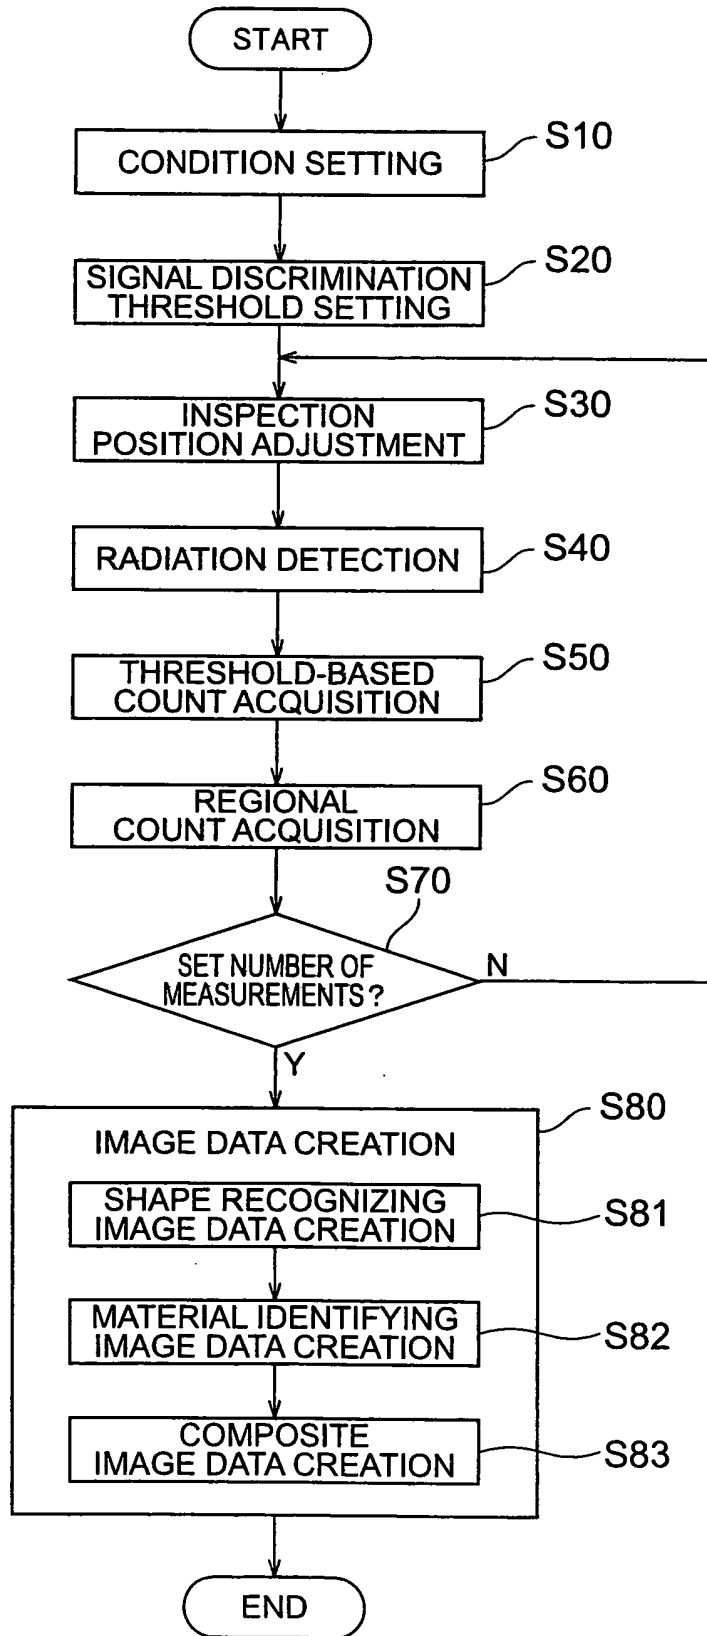 START
CONDITION SETTING
S10
SIGNAL DISCRIMINATION
THRESHOLD SETTING
S20
INSPECTION
POSITION ADJUSTMENT
S30
RADIATION DETECTION
S40
THRESHOLD-BASED
COUNT ACQUISITION
S50
REGIONAL
COUNT ACQUISITION
S60
S70
SET NUMBER OF
MEASUREMENTS?
N
Y
S80
IMAGE DATA CREATION
SHAPE RECOGNIZING
IMAGE DATA CREATION
S81
MATERIAL IDENTIFYING
IMAGE DATA CREATION
S82
COMPOSITE
IMAGE DATA CREATION
S83
END